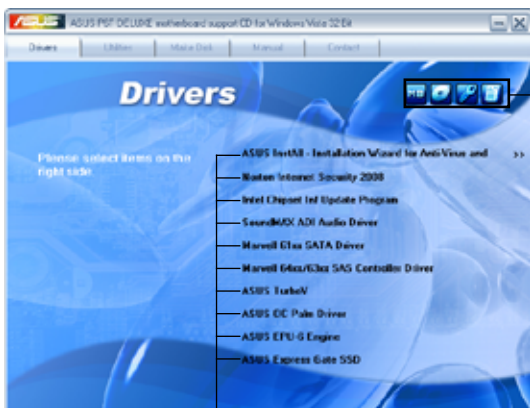 ASUS P6T DELUXE motherboard support CD for Windows Vista 32-Bit
Drivers Utilities Make Disk Manual Contact
Drivers
Please select items on the
right side
ASUS InstAll - Installation Wizard for Anti-Virus and >>
Norton Internet Security 2008
Intel Chipset Inf Update Program
SoundMAX ADI Audio Driver
Marvell 61xx SATA Driver
Marvell 64xx/63xx SAS Controller Driver
ASUS TurboV
ASUS OC Palm Driver
ASUS EPU-6 Engine
ASUS Express Gate SSD